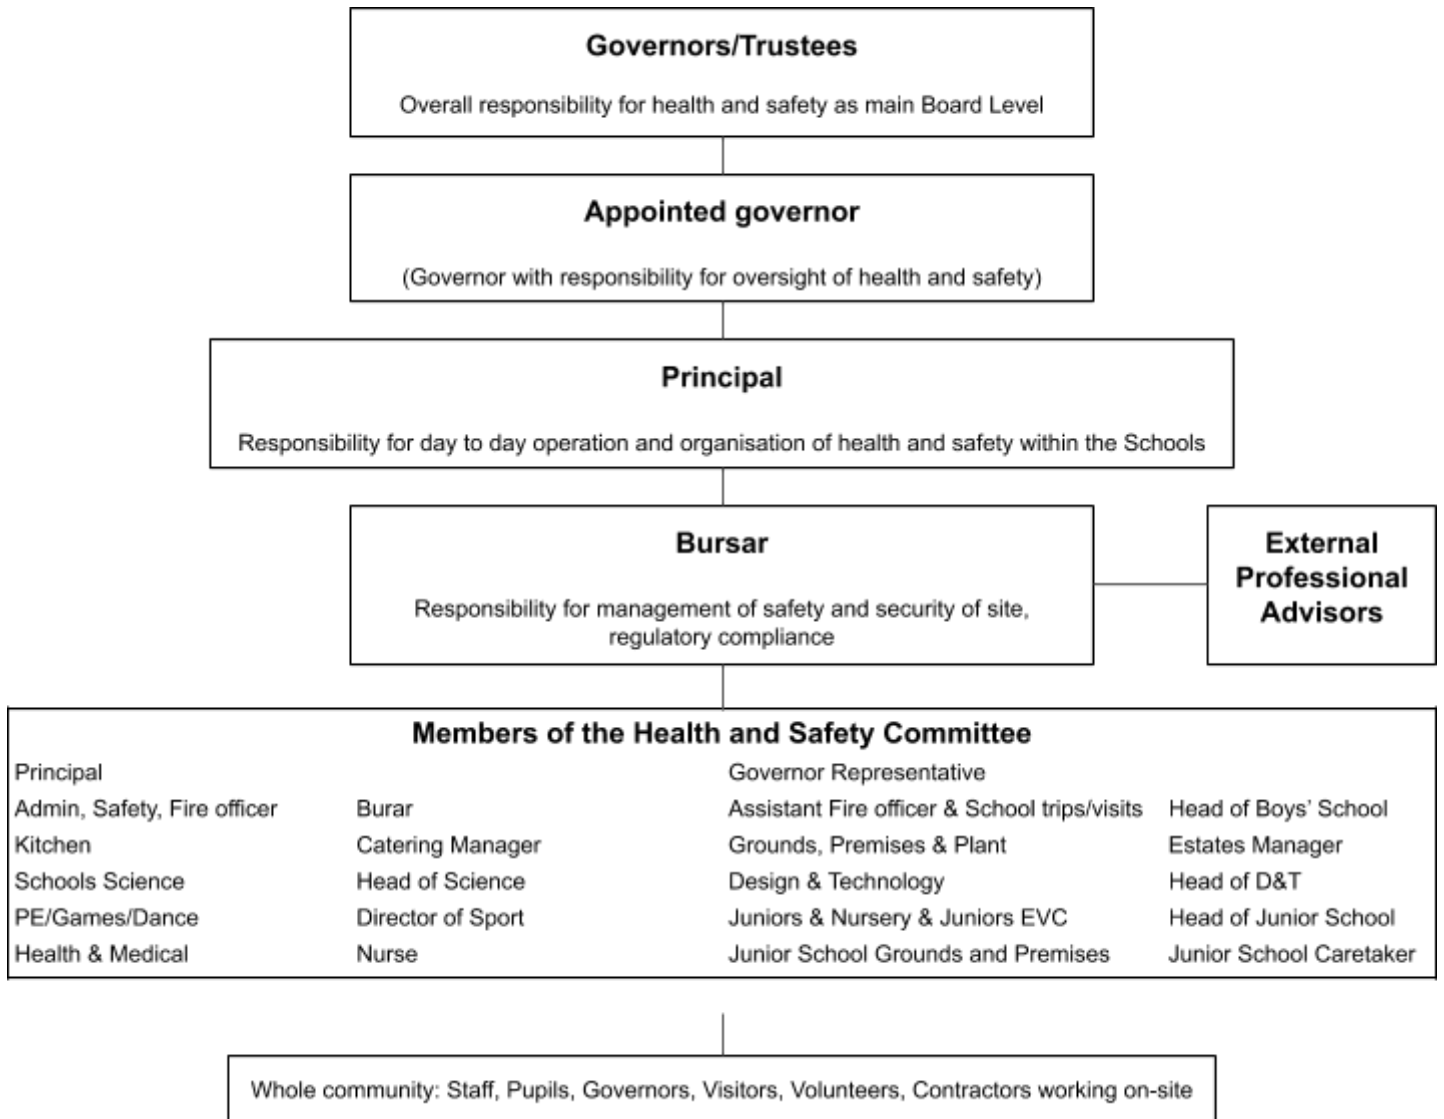 Governors/Trustees
Overall responsibility for health and safety as main Board Level
Appointed governor
(Governor with responsibility for oversight of health and safety)
Principal
Responsibility for day to day operation and organisation of health and safety within the Schools
Bursar
Responsibility for management of safety and security of site,
regulatory compliance
External
Professional
Advisors
Members of the Health and Safety Committee
Principal Governor Representative
Admin, Safety, Fire officer Burar Assistant Fire officer & School trips/visits Head of Boys’ School
Kitchen Catering Manager Grounds, Premises & Plant Estates Manager
Schools Science Head of Science Design & Technology Head of D&T
PE/Games/Dance Director of Sport Juniors & Nursery & Juniors EVC Head of Junior School
Health & Medical Nurse Junior School Grounds and Premises Junior School Caretaker
Whole community: Staff, Pupils, Governors, Visitors, Volunteers, Contractors working on-site